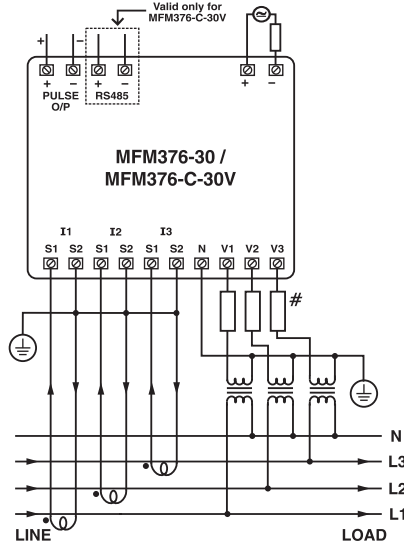 Valid only for
MFM376-C-30V
+ −
+ − + − + −
PULSE
O/P
RS485
MFM376-30 /
MFM376-C-30V
I1 I2 I3
S1 S2 S1 S2 S1 S2 N V1 V2 V3
#
N
L3
L2
L1
LINE LOAD